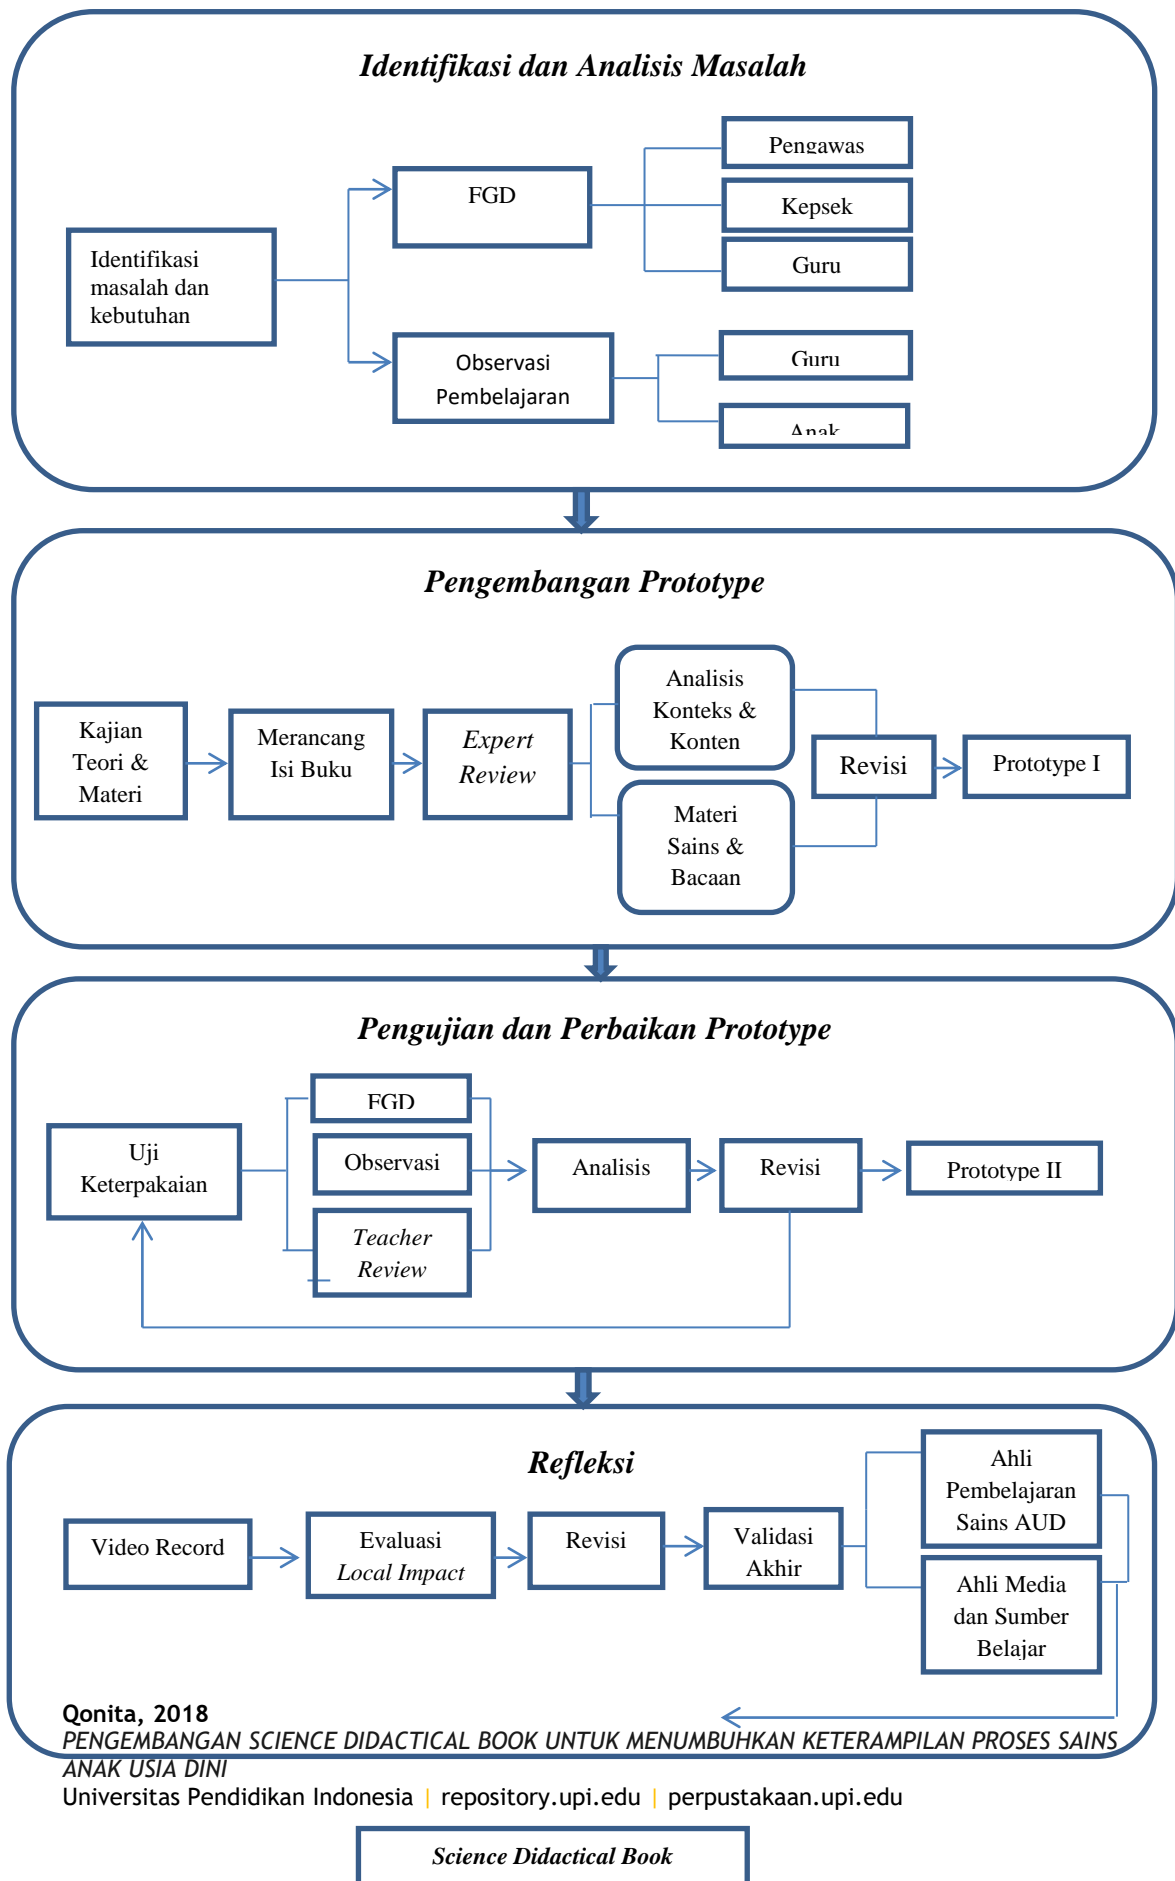 Identifikasi dan Analisis Masalah
Identifikasi
masalah dan
kebutuhan
FGD
Pengawas
Kepsek
Guru
Observasi
Pembelajaran
Guru
Anak
Pengembangan Prototype
Kajian
Teori &
Materi
Merancang
Isi Buku
Expert
Review
Analisis
Konteks &
Konten
Materi
Sains &
Bacaan
Revisi
Prototype I
Pengujian dan Perbaikan Prototype
Uji
Keterpakaian
FGD
Observasi
Teacher
Review
Analisis
Revisi
Prototype II
Refleksi
Video Record
Evaluasi
Local Impact
Revisi
Validasi
Akhir
Ahli
Pembelajaran
Sains AUD
Ahli Media
dan Sumber
Belajar
Qonita, 2018
PENGEMBANGAN SCIENCE DIDACTICAL BOOK UNTUK MENUMBUHKAN KETERAMPILAN PROSES SAINS
ANAK USIA DINI
Universitas Pendidikan Indonesia | repository.upi.edu | perpustakaan.upi.edu
Science Didactical Book